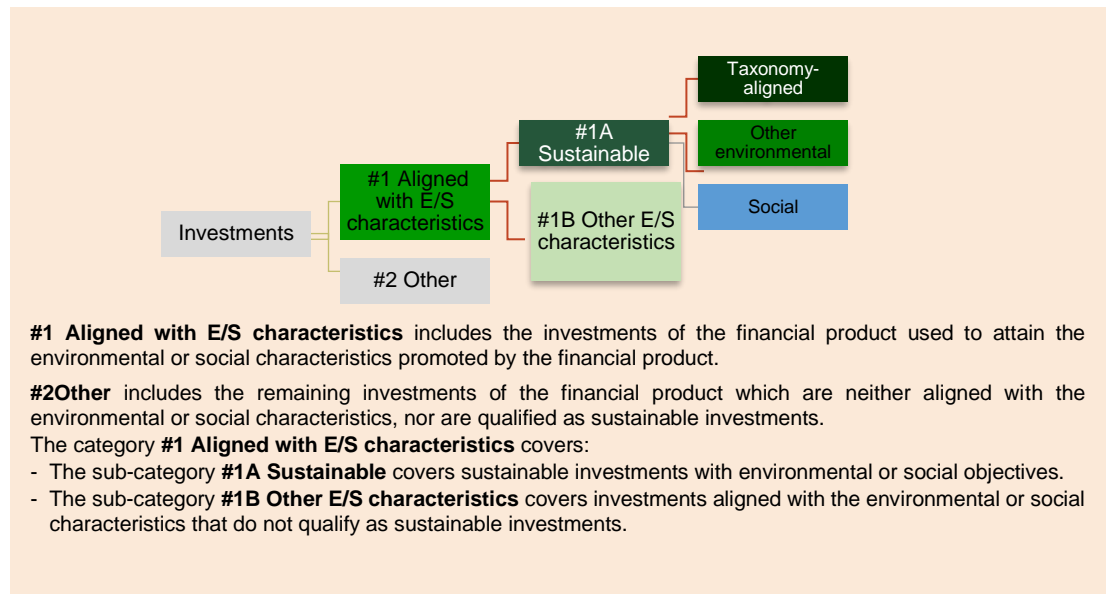 Taxonomy-
aligned
#1A
Sustainable
Other
environmental
#1 Aligned
with E/S
characteristics
Social
#1B Other E/S
characteristics
Investments
#2 Other
#1 Aligned with E/S characteristics includes the investments of the financial product used to attain the
environmental or social characteristics promoted by the financial product.
#2Other includes the remaining investments of the financial product which are neither aligned with the
environmental or social characteristics, nor are qualified as sustainable investments.
The category #1 Aligned with E/S characteristics covers:
- The sub-category #1A Sustainable covers sustainable investments with environmental or social objectives.
- The sub-category #1B Other E/S characteristics covers investments aligned with the environmental or social
characteristics that do not qualify as sustainable investments.